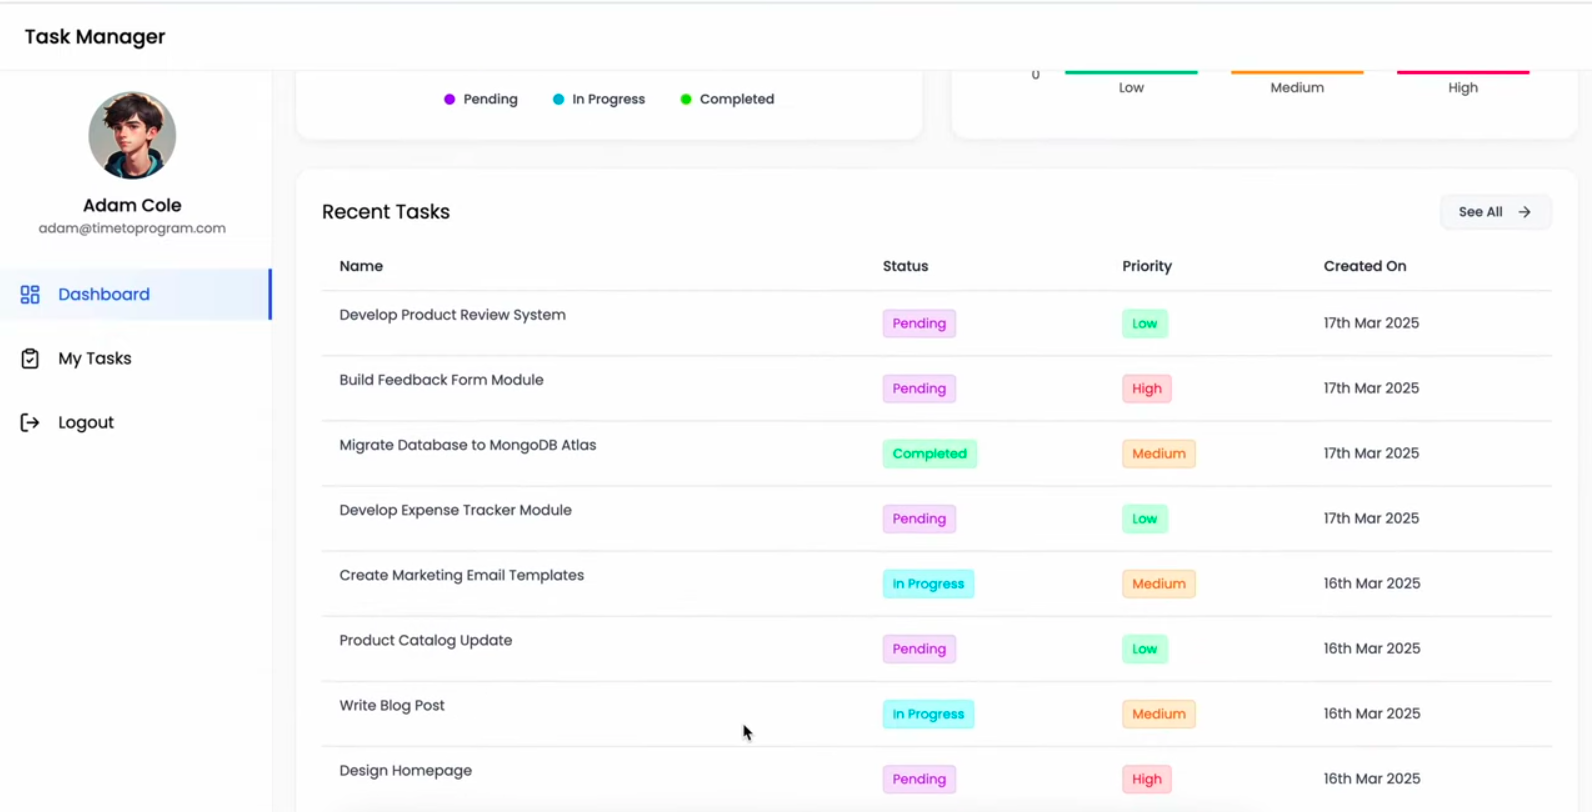 Task Manager
Adam Cole
adam@timetoprogram.com
Dashboard
My Tasks
Logout
Pending In Progress Completed
0
Low Medium High
Recent Tasks
See All
Name Status Priority Created On
Develop Product Review System Pending Low 17th Mar 2025
Build Feedback Form Module Pending High 17th Mar 2025
Migrate Database to MongoDB Atlas Completed Medium 17th Mar 2025
Develop Expense Tracker Module Pending Low 17th Mar 2025
Create Marketing Email Templates In Progress Medium 16th Mar 2025
Product Catalog Update Pending Low 16th Mar 2025
Write Blog Post In Progress Medium 16th Mar 2025
Design Homepage Pending High 16th Mar 2025